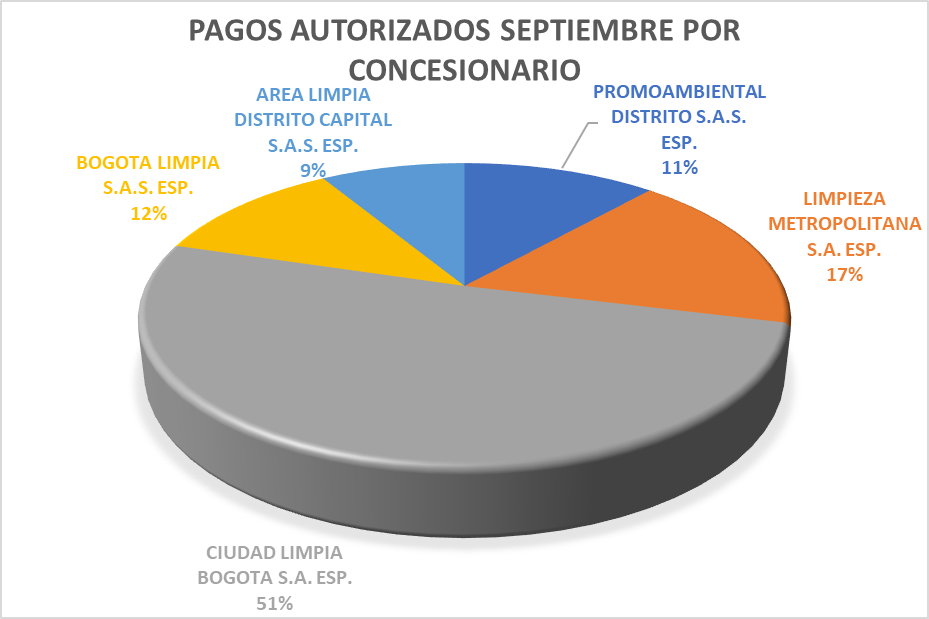 PAGOS AUTORIZADOS SEPTIEMBRE POR
CONCESIONARIO
AREA LIMPIA
DISTRITO CAPITAL
S.A.S. ESP.
9%
PROMOAMBIENTAL
DISTRITO S.A.S.
ESP.
11%
BOGOTA LIMPIA
S.A.S. ESP.
12%
LIMPIEZA
METROPOLITANA
S.A. ESP.
17%
CIUDAD LIMPIA
BOGOTA S.A. ESP.
51%